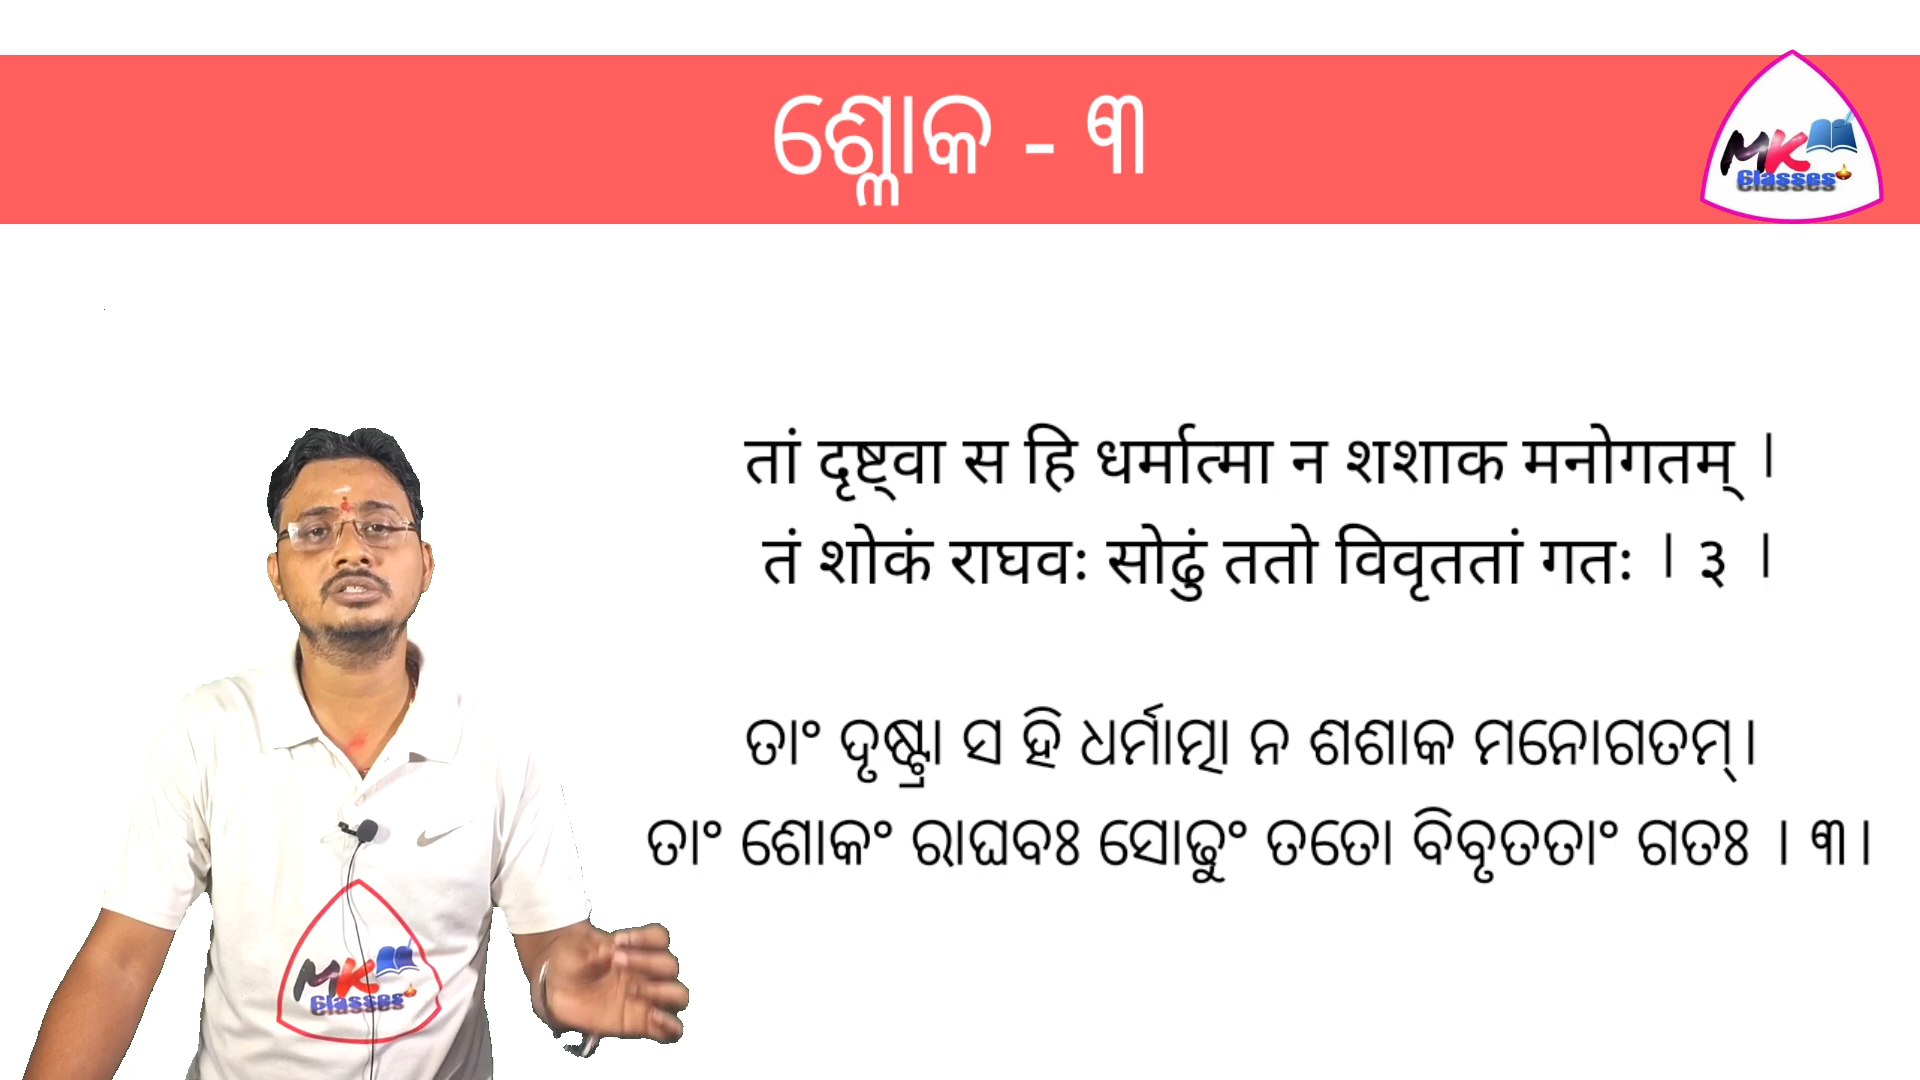 ଶ୍ଳୋକ - ୩
MK
Classes
तां दृष्ट्वा स हि धर्मात्मा न शशाक मनोगतम् ।
तं शोकं राघवः सोढुं ततो विवृततां गतः । ३ ।
ତାଂ ଦୃଷ୍ଟ୍ଵା ସ ହି ଧର୍ମାତ୍ମା ନ ଶଶାକ ମନୋଗତମ୍।
ତାଂ ଶୋକଂ ରାଘବଃ ସୋଢୁଂ ତତୋ ବିବୃତତାଂ ଗତଃ । ୩।
MK
Classes